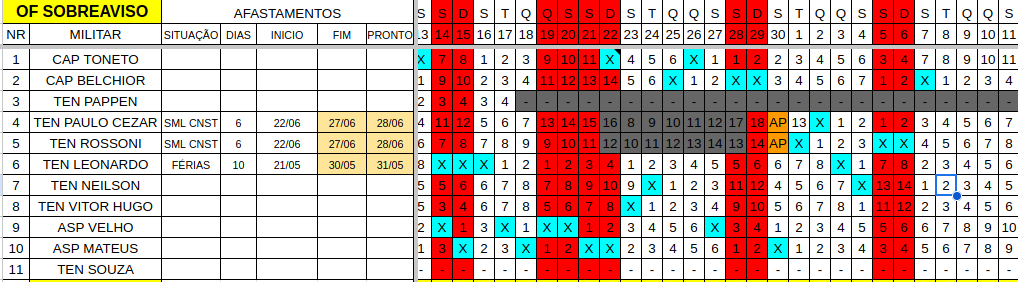 OF SOBREAVISO AFASTAMENTOS S S D S T Q Q S S D S T Q Q S S D S T Q Q S S D S T Q Q S
NR MILITAR SITUAÇÃO DIAS INICIO FIM PRONTO 13 14 15 16 17 18 19 20 21 22 23 24 25 26 27 28 29 30 1 2 3 4 5 6 7 8 9 10 11
1 CAP TONETO X 7 8 1 2 3 9 10 11 X 4 5 6 X 1 1 2 2 3 4 5 6 3 4 7 8 9 10 11
2 CAP BELCHIOR 1 9 10 2 3 4 11 12 13 14 5 6 X 1 2 X X 3 4 5 6 7 1 2 X 1 2 3 4
3 TEN PAPPEN 2 3 4 3 4 - - - - - - - - - - - - - - - - - - - - - - - -
4 TEN PAULO CEZAR SML CNST 6 22/06 27/06 28/06 4 11 12 5 6 7 13 14 15 16 8 9 10 11 12 17 18 AP 13 X 1 2 1 2 3 4 5 6 7
5 TEN ROSSONI SML CNST 6 22/06 27/06 28/06 6 7 8 7 8 9 9 10 11 12 10 11 12 13 14 13 14 AP X 1 2 3 X X 4 5 6 7 8
6 TEN LEONARDO FÉRIAS 10 21/05 30/05 31/05 8 X X X 1 2 1 2 3 4 1 2 3 4 5 5 6 6 7 8 X 1 7 8 2 3 4 5 6
7 TEN NEILSON 5 5 6 6 7 8 7 8 9 10 9 X 1 2 3 11 12 4 5 6 7 X 13 14 1 2 3 4 5
8 TEN VITOR HUGO 5 3 4 6 7 8 5 6 7 8 X 1 2 3 4 9 10 5 6 7 8 1 11 12 2 3 4 5 6
9 ASP VELHO 2 X 1 3 X 1 X X 1 2 3 4 5 6 X 3 4 1 2 3 4 5 5 6 6 7 8 9 10
10 ASP MATEUS 1 3 X 2 3 X 1 2 X X 2 3 4 5 6 1 2 X 1 2 3 4 3 4 5 6 7 8 9
11 TEN SOUZA - - - - - - - - - - - - - - - - - - - - - - - - - - - - -